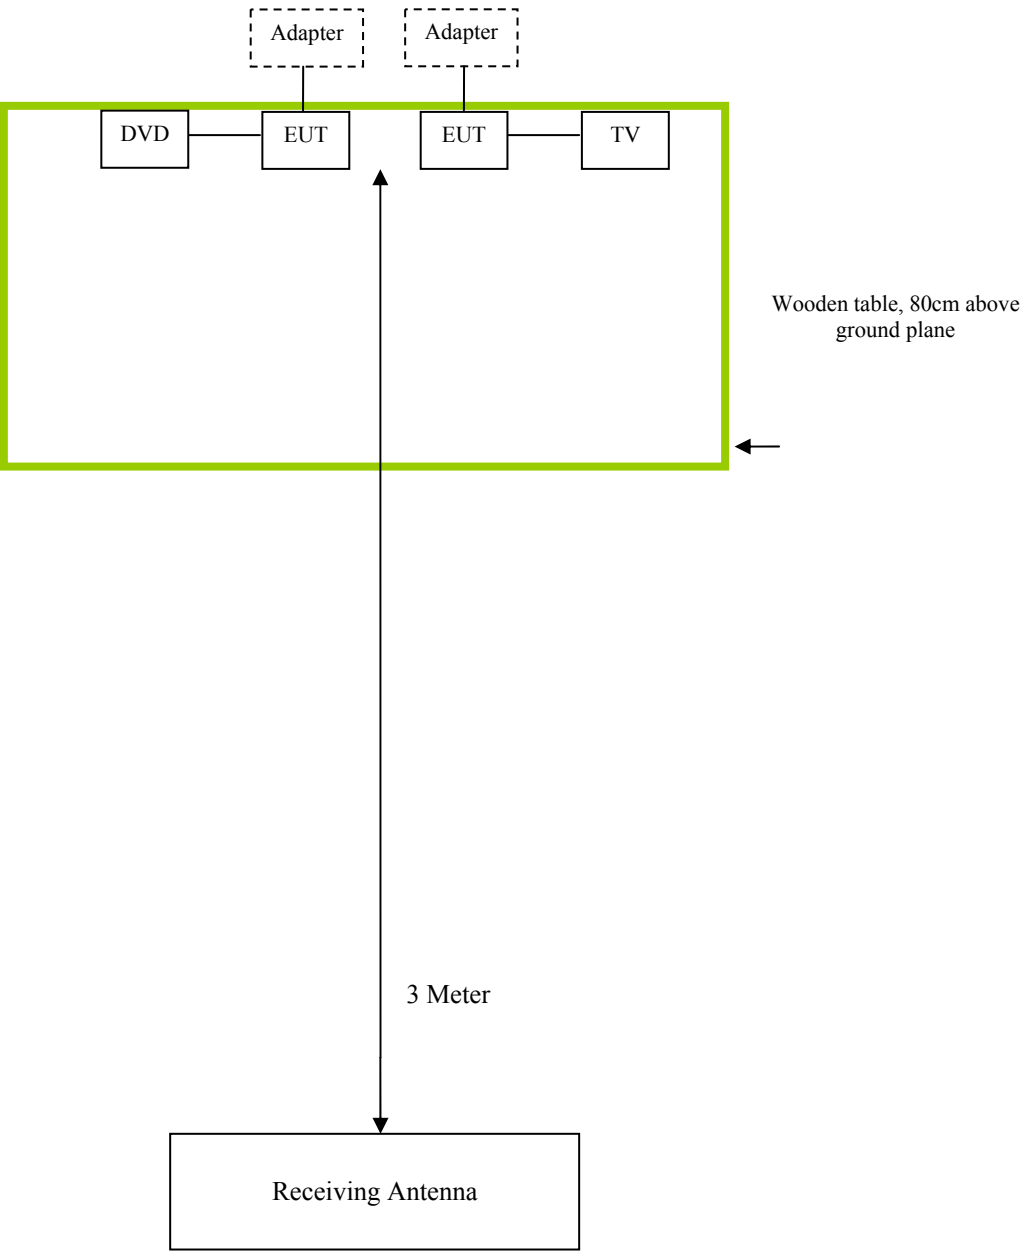 Adapter
Adapter
DVD
EUT
EUT
TV
Wooden table, 80cm above
ground plane
3 Meter
Receiving Antenna